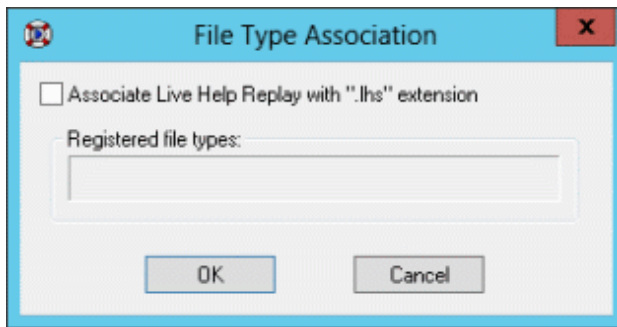 File Type Association
x
Associate Live Help Replay with ".lhs" extension
Registered file types:
OK
Cancel